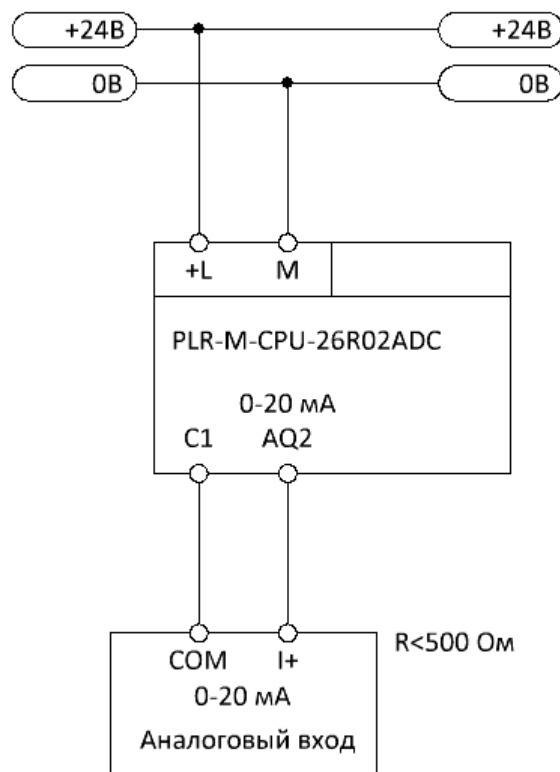 +24В +24В
0В 0В
+L M
PLR-M-CPU-26R02ADC
0-20 мА
C1 AQ2
R<500 Ом
COM I+
0-20 мА
Аналоговый вход